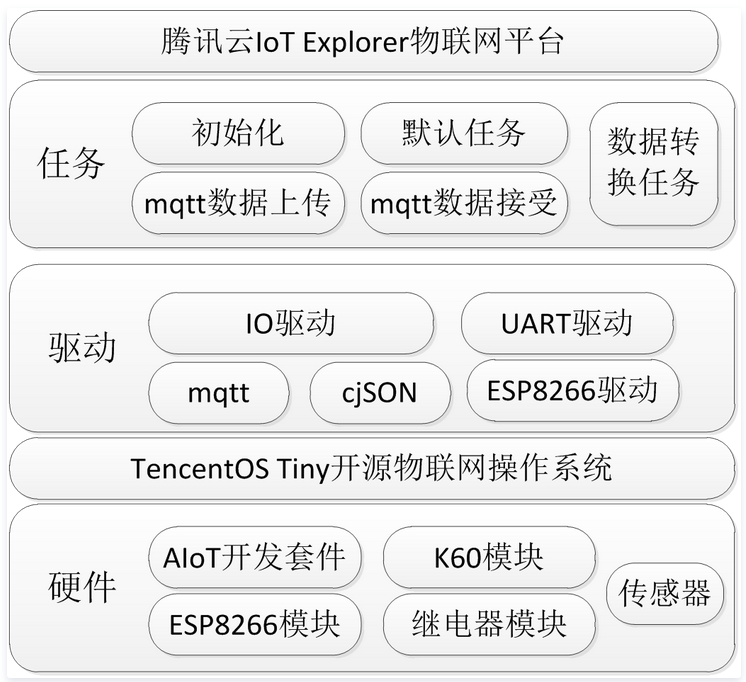 腾讯云IoT Explorer物联网平台
任务
初始化
默认任务
mqtt数据上传
mqtt数据接受
数据转
换任务
驱动
IO驱动
UART驱动
mqtt
cjSON
ESP8266驱动
TencentOS Tiny开源物联网操作系统
硬件
AIoT开发套件
K60模块
ESP8266模块
继电器模块
传感器